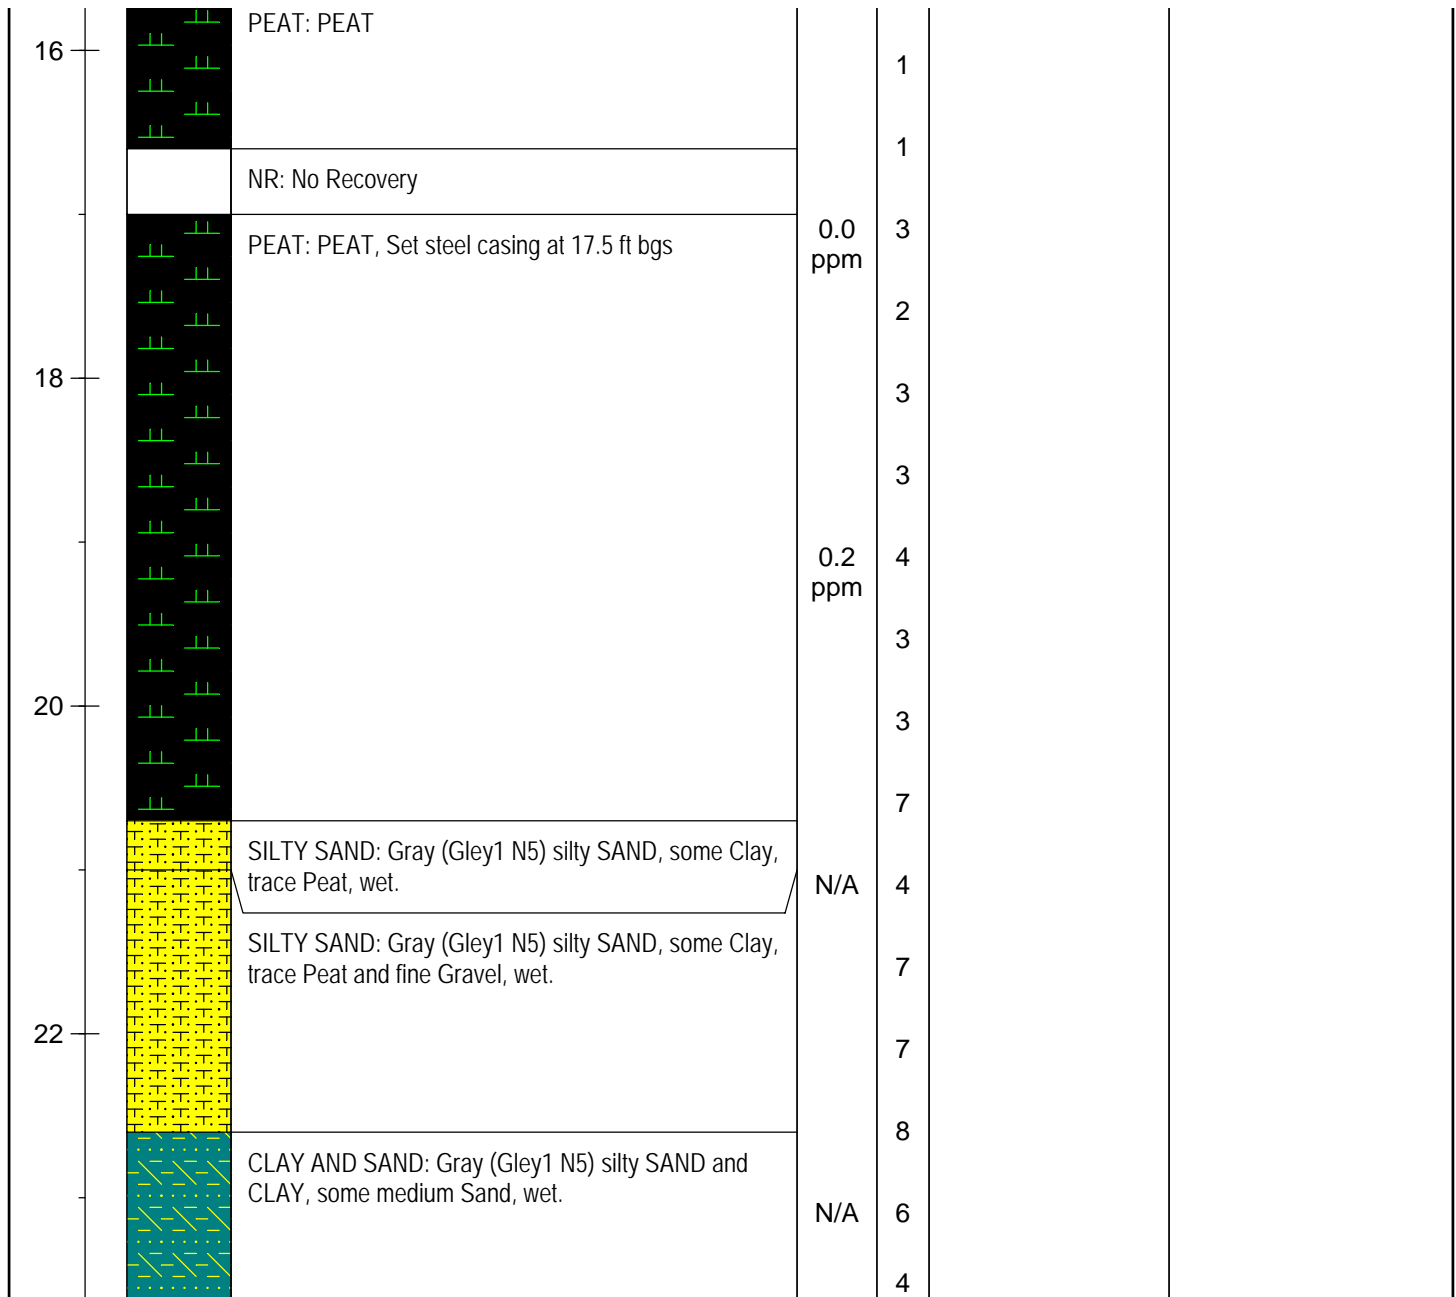 PEAT: PEAT
16
1
1
NR: No Recovery
PEAT: PEAT, Set steel casing at 17.5 ft bgs
0.0
ppm
3
2
18
3
3
0.2
ppm
4
3
20
3
7
SILTY SAND: Gray (Gley1 N5) silty SAND, some Clay,
trace Peat, wet.
N/A
4
SILTY SAND: Gray (Gley1 N5) silty SAND, some Clay,
trace Peat and fine Gravel, wet.
7
22
7
8
CLAY AND SAND: Gray (Gley1 N5) silty SAND and
CLAY, some medium Sand, wet.
N/A
6
4